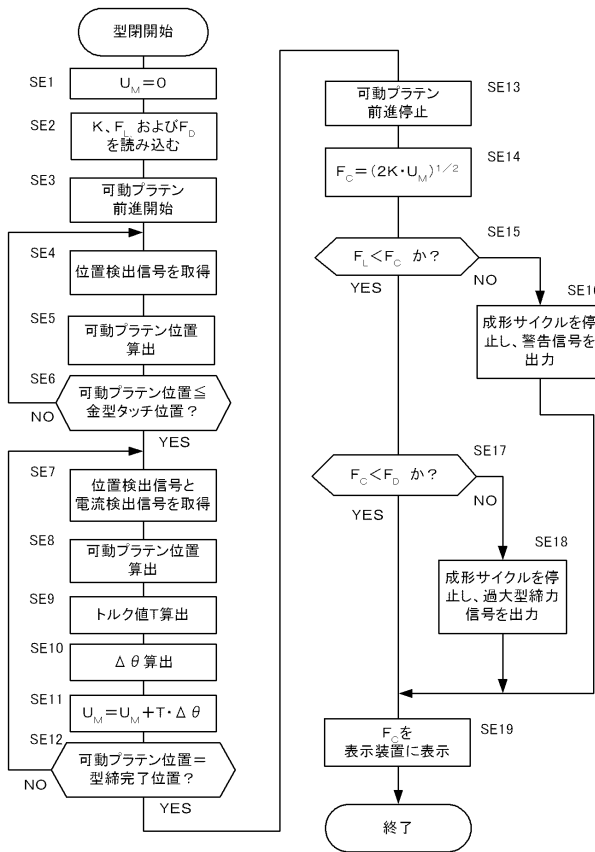 型閉開始
SE1
U_M=0
SE2
K、F_L およびF_D
を読み込む
SE3
可動プラテン
前進開始
SE4
位置検出信号を取得
SE5
可動プラテン位置
算出
SE6
可動プラテン位置≦
金型タッチ位置?
NO
YES
SE7
位置検出信号と
電流検出信号を取得
SE8
可動プラテン位置
算出
SE9
トルク値T算出
SE10
Δθ算出
SE11
U_M=U_M+T・Δθ
SE12
可動プラテン位置=
型締完了位置?
NO
YES
可動プラテン
前進停止
SE13
F_C=(2K・U_M)^1/2
SE14
F_L<F_C か?
SE15
YES
NO
SE16
成形サイクルを停
止し、警告信号を
出力
F_C<F_D か?
SE17
YES
NO
SE18
成形サイクルを停
止し、過大型締力
信号を出力
F_Cを
表示装置に表示
SE19
終了